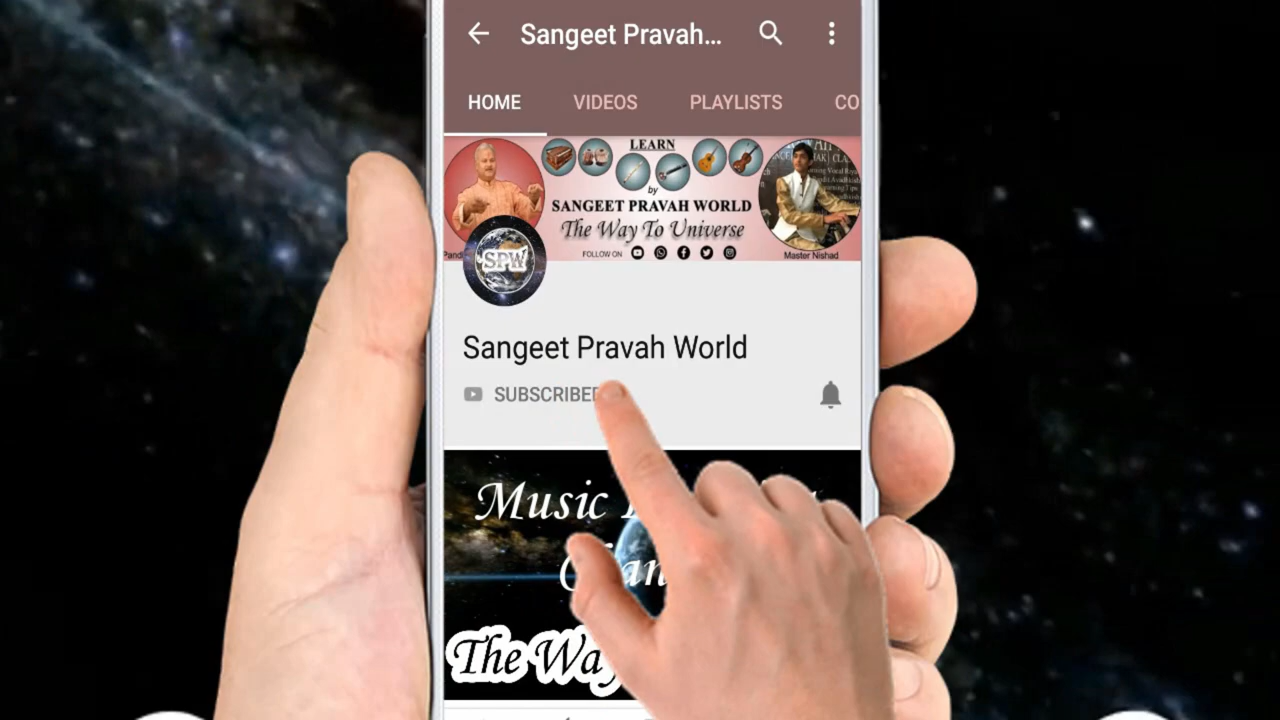 Sangeet Pravah...
HOME VIDEOS PLAYLISTS CO
LEARN
by
SANGEET PRAVAH WORLD
The Way To Universe
FOLLOW ON
Master Nishad
SPW
Sangeet Pravah World
SUBSCRIBED
Music
The Way